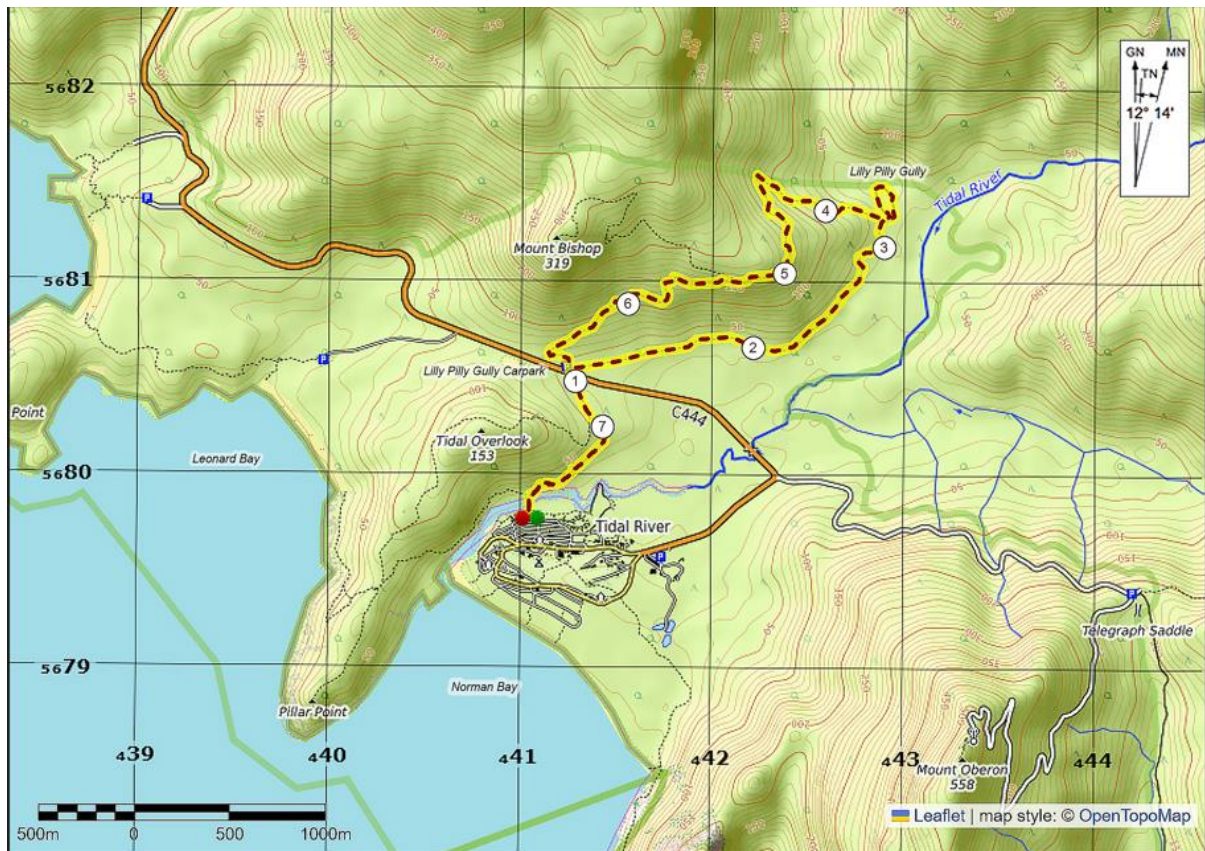 5682
GN MN
TN
12° 14'
Lilly Pilly Gully
Tidal River
P
Mount Bishop
319
4
3
5681
5
6
2
P
Lilly Pilly Gully Carpark
1
C444
7
Point
Tidal Overlook
153
Leonard Bay
5680
Tidal River
P
P
Telegraph Saddle
5679
Norman Bay
Pillar Point
439
440
441
442
443
444
Mount Oberon
558
500m
0
500
1000m
Leaflet | map style: © OpenTopoMap